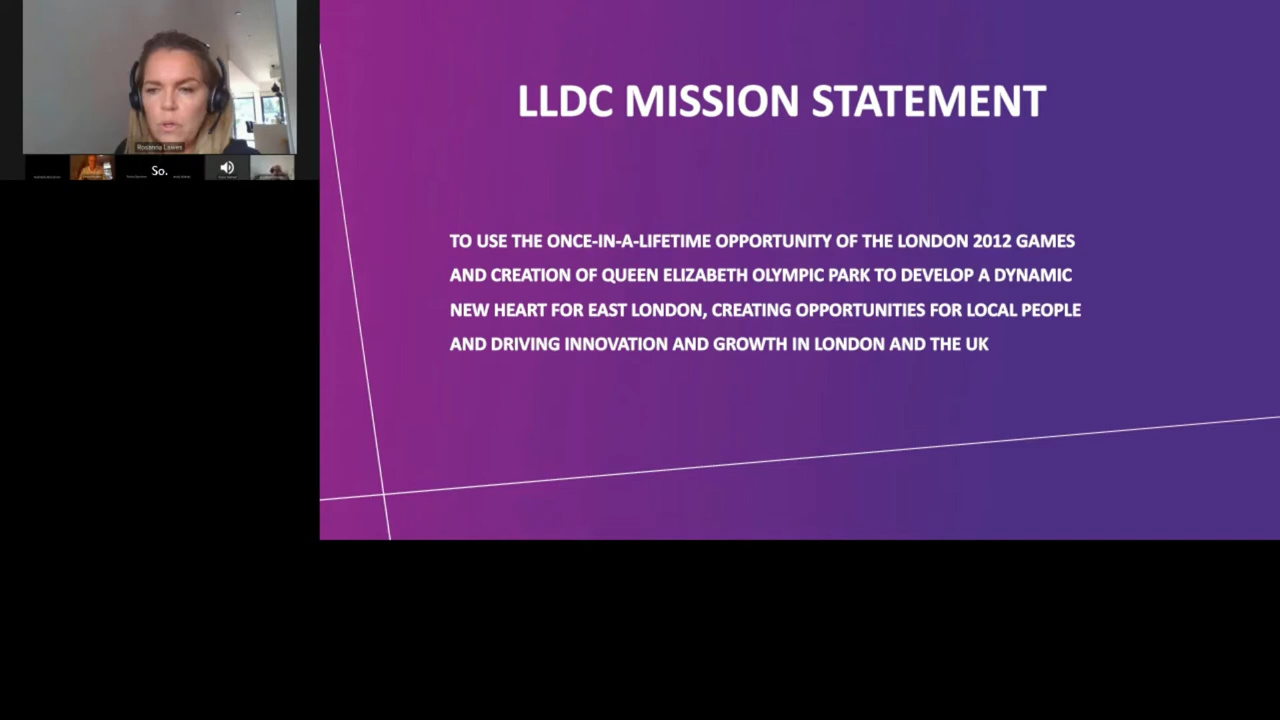 Rosanna Lawes
So.
LLDC MISSION STATEMENT
TO USE THE ONCE-IN-A-LIFETIME OPPORTUNITY OF THE LONDON 2012 GAMES
AND CREATION OF QUEEN ELIZABETH OLYMPIC PARK TO DEVELOP A DYNAMIC
NEW HEART FOR EAST LONDON, CREATING OPPORTUNITIES FOR LOCAL PEOPLE
AND DRIVING INNOVATION AND GROWTH IN LONDON AND THE UK